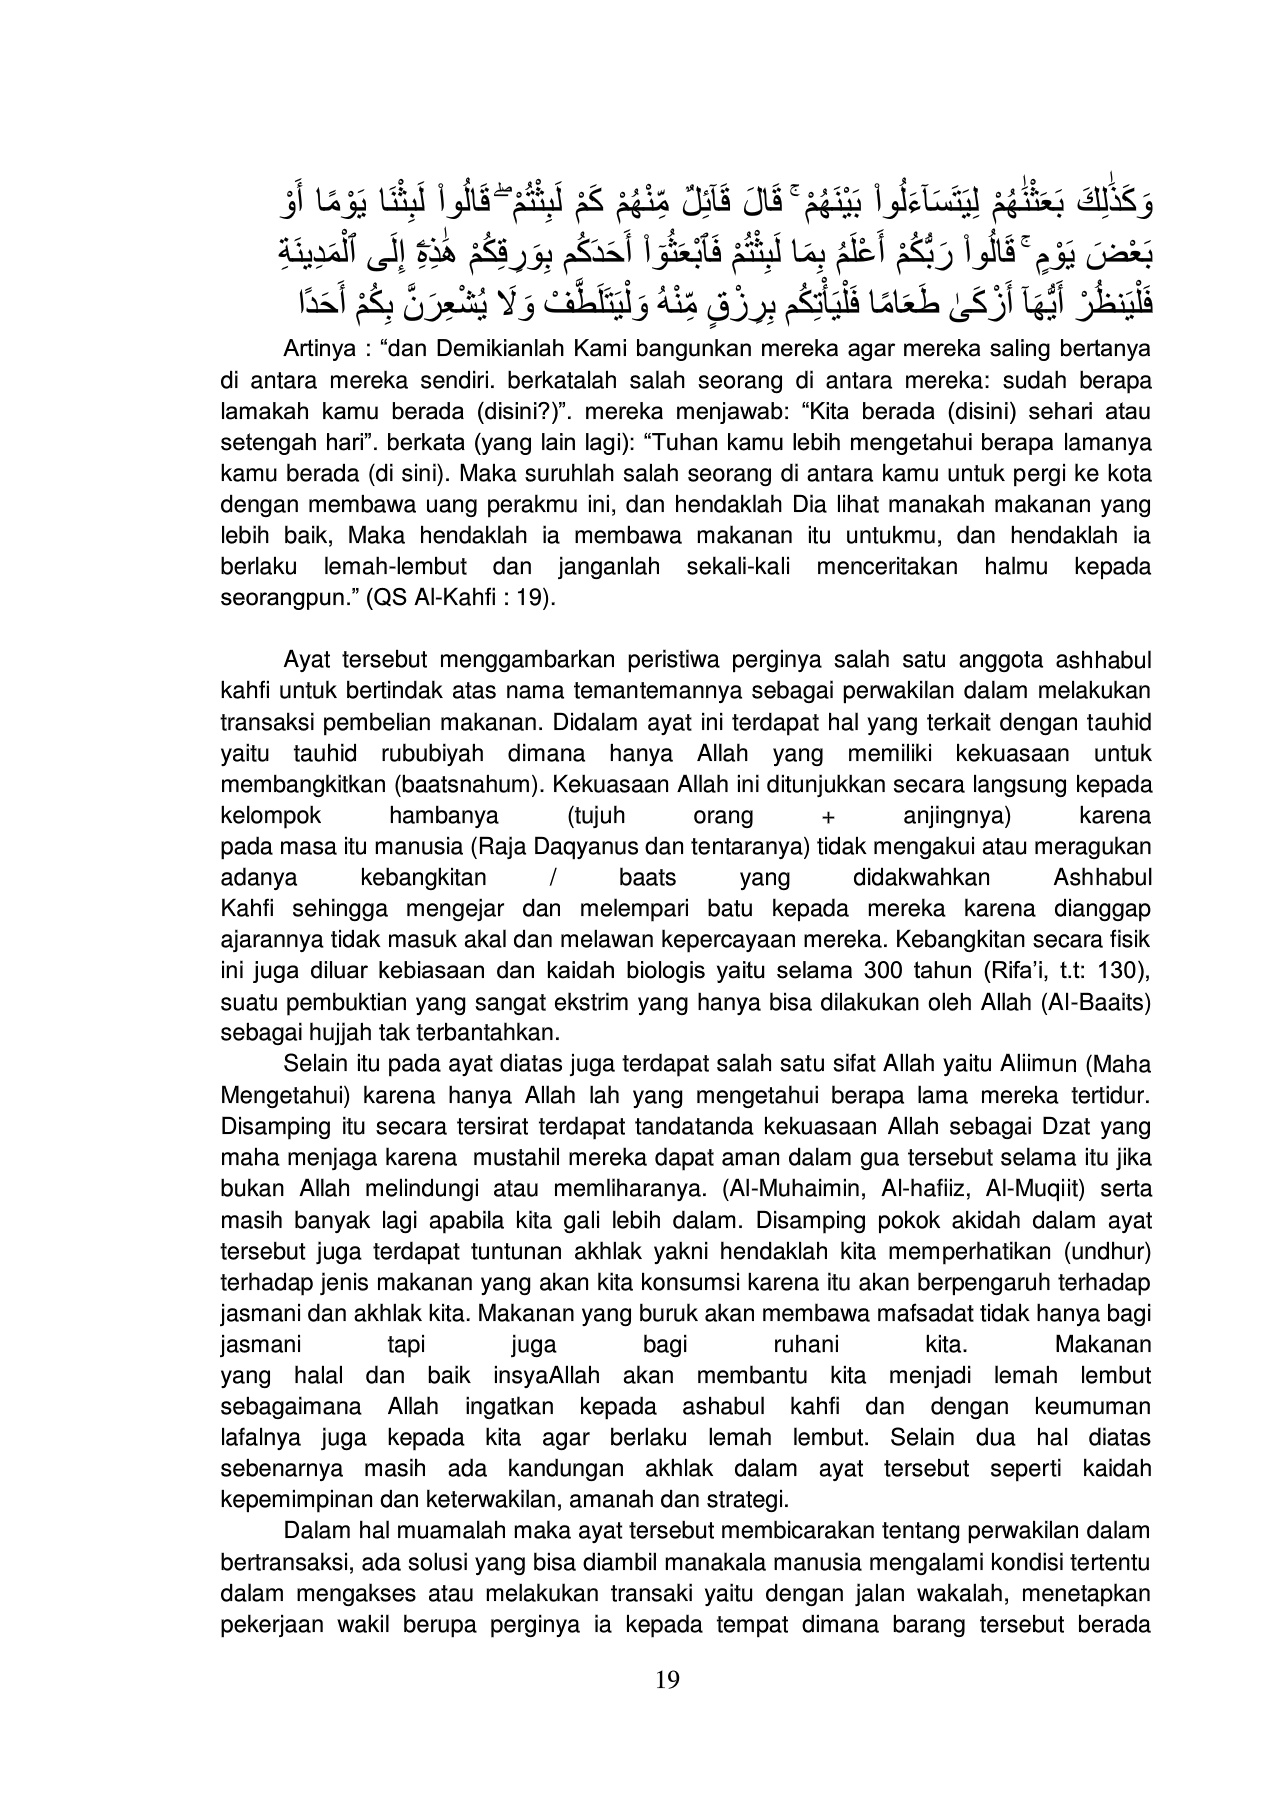 وَكَذَٰلِكَ بَعَثْنَٰهُمْ لِيَتَسَآءَلُوا۟ بَيْنَهُمْ ۚ قَالَ قَآئِلٌ مِّنْهُمْ كَمْ لَبِثْتُمْ ۖ قَالُوا۟ لَبِثْنَا يَوْمًا أَوْ
بَعْضَ يَوْمٍ ۚ قَالُوا۟ رَبُّكُمْ أَعْلَمُ بِمَا لَبِثْتُمْ فَٱبْعَثُوٓا۟ أَحَدَكُم بِوَرِقِكُمْ هَٰذِهِۦٓ إِلَى ٱلْمَدِينَةِ
فَلْيَنظُرْ أَيُّهَآ أَزْكَىٰ طَعَامًا فَلْيَأْتِكُم بِرِزْقٍ مِّنْهُ وَلْيَتَلَطَّفْ وَلَا يُشْعِرَنَّ بِكُمْ أَحَدًا
Artinya : “dan Demikianlah Kami bangunkan mereka agar mereka saling bertanya
di antara mereka sendiri. berkatalah salah seorang di antara mereka: sudah berapa
lamakah kamu berada (disini?)”. mereka menjawab: “Kita berada (disini) sehari atau
setengah hari”. berkata (yang lain lagi): “Tuhan kamu lebih mengetahui berapa lamanya
kamu berada (di sini). Maka suruhlah salah seorang di antara kamu untuk pergi ke kota
dengan membawa uang perakmu ini, dan hendaklah Dia lihat manakah makanan yang
lebih baik, Maka hendaklah ia membawa makanan itu untukmu, dan hendaklah ia
berlaku lemah-lembut dan janganlah sekali-kali menceritakan halmu kepada
seorangpun.” (QS Al-Kahfi : 19).
Ayat tersebut menggambarkan peristiwa perginya salah satu anggota ashhabul
kahfi untuk bertindak atas nama temantemannya sebagai perwakilan dalam melakukan
transaksi pembelian makanan. Didalam ayat ini terdapat hal yang terkait dengan tauhid
yaitu tauhid rububiyah dimana hanya Allah yang memiliki kekuasaan untuk
membangkitkan (baatsnahum). Kekuasaan Allah ini ditunjukkan secara langsung kepada
kelompok hambanya (tujuh orang + anjingnya) karena
pada masa itu manusia (Raja Daqyanus dan tentaranya) tidak mengakui atau meragukan
adanya kebangkitan / baats yang didakwahkan Ashhabul
Kahfi sehingga mengejar dan melempari batu kepada mereka karena dianggap
ajarannya tidak masuk akal dan melawan kepercayaan mereka. Kebangkitan secara fisik
ini juga diluar kebiasaan dan kaidah biologis yaitu selama 300 tahun (Rifa’i, t.t: 130),
suatu pembuktian yang sangat ekstrim yang hanya bisa dilakukan oleh Allah (Al-Baaits)
sebagai hujjah tak terbantahkan.
Selain itu pada ayat diatas juga terdapat salah satu sifat Allah yaitu Aliimun (Maha
Mengetahui) karena hanya Allah lah yang mengetahui berapa lama mereka tertidur.
Disamping itu secara tersirat terdapat tandatanda kekuasaan Allah sebagai Dzat yang
maha menjaga karena mustahil mereka dapat aman dalam gua tersebut selama itu jika
bukan Allah melindungi atau memliharanya. (Al-Muhaimin, Al-hafiiz, Al-Muqiit) serta
masih banyak lagi apabila kita gali lebih dalam. Disamping pokok akidah dalam ayat
tersebut juga terdapat tuntunan akhlak yakni hendaklah kita memperhatikan (undhur)
terhadap jenis makanan yang akan kita konsumsi karena itu akan berpengaruh terhadap
jasmani dan akhlak kita. Makanan yang buruk akan membawa mafsadat tidak hanya bagi
jasmani tapi juga bagi ruhani kita. Makanan
yang halal dan baik insyaAllah akan membantu kita menjadi lemah lembut
sebagaimana Allah ingatkan kepada ashabul kahfi dan dengan keumuman
lafalnya juga kepada kita agar berlaku lemah lembut. Selain dua hal diatas
sebenarnya masih ada kandungan akhlak dalam ayat tersebut seperti kaidah
kepemimpinan dan keterwakilan, amanah dan strategi.
Dalam hal muamalah maka ayat tersebut membicarakan tentang perwakilan dalam
bertransaksi, ada solusi yang bisa diambil manakala manusia mengalami kondisi tertentu
dalam mengakses atau melakukan transaki yaitu dengan jalan wakalah, menetapkan
pekerjaan wakil berupa perginya ia kepada tempat dimana barang tersebut berada
19